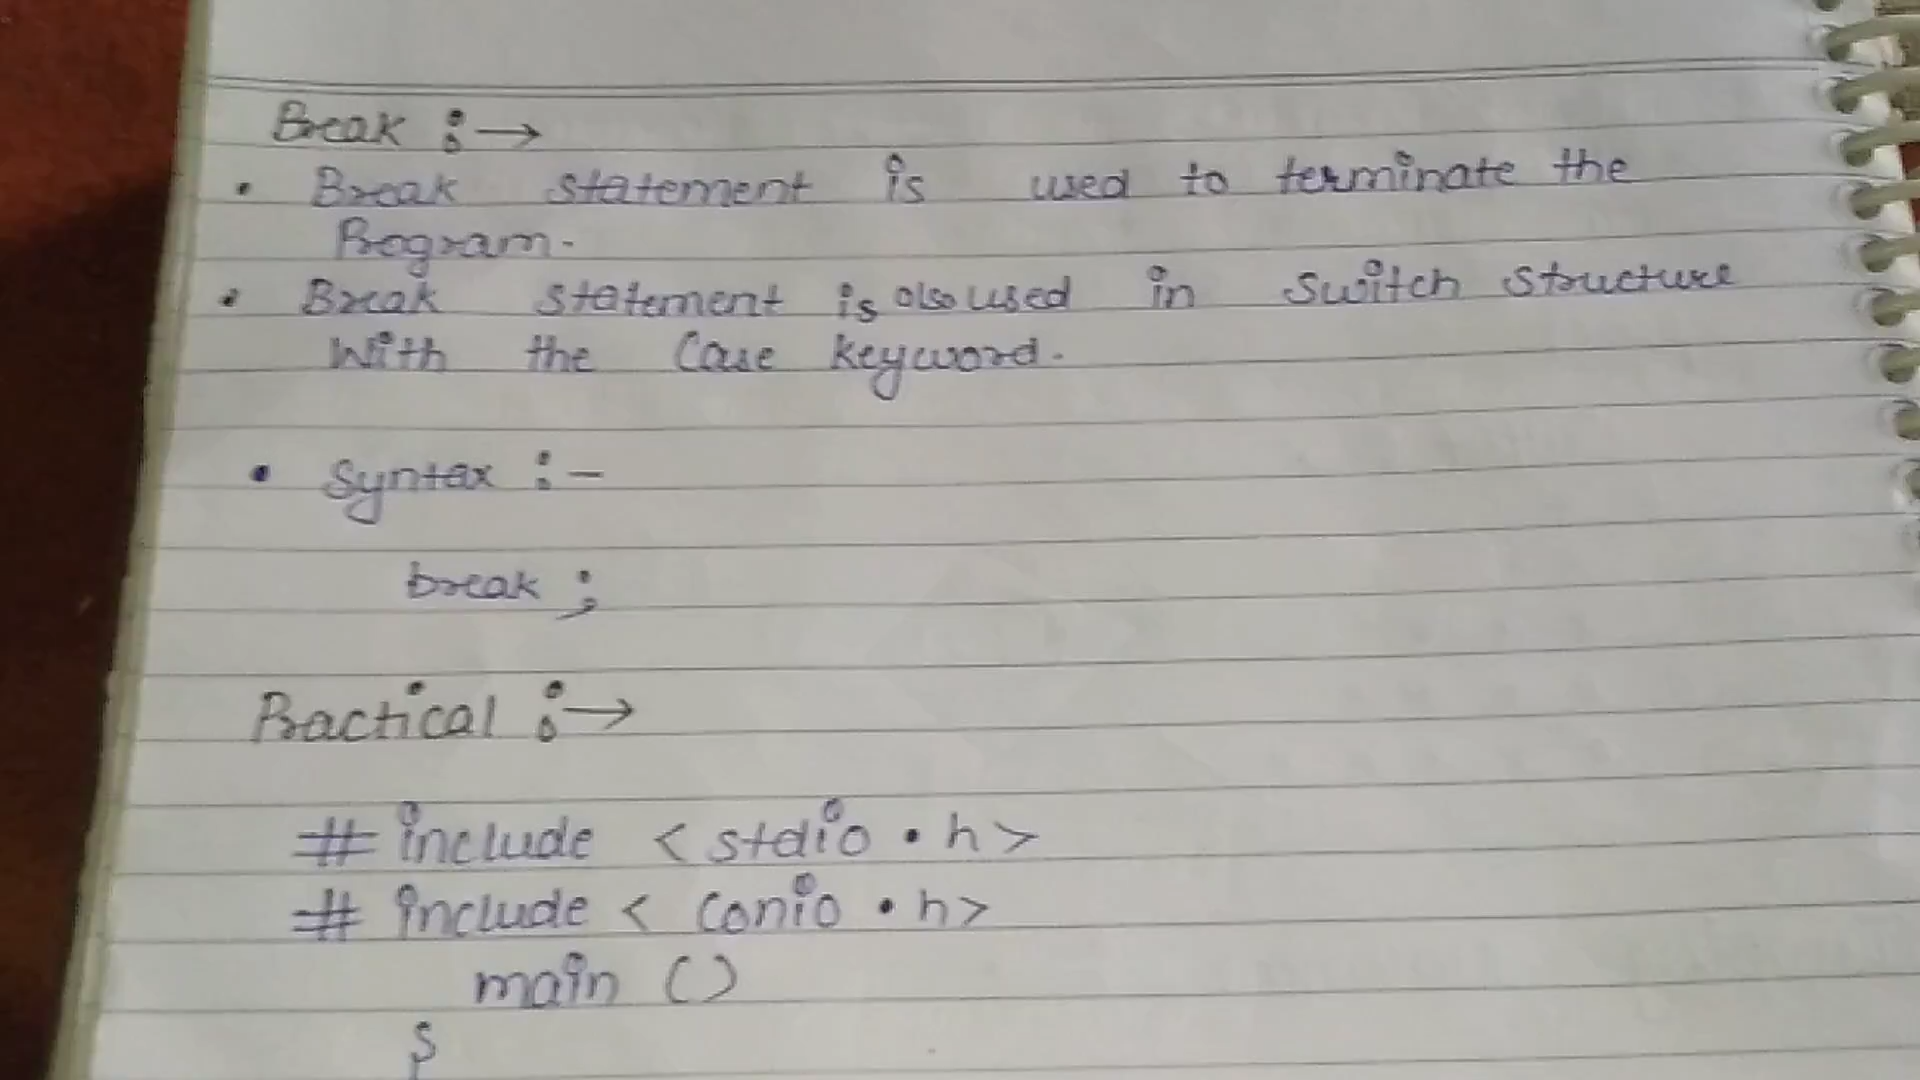 Break :→
• Break statement is used to terminate the
Program.
• Break statement is also used in Switch Structure
With the Case keyword.
• Syntax :-
break ;
Practical :→
# include < stdio . h >
# include < conio . h >
main ()
{